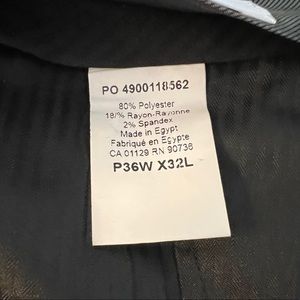 PO 4900118562
80% Polyester
18% Rayon-Rayonne
2% Spandex
Made in Egypt
Fabriqué en Egypte
CA 01129 RN 90736
P36W X32L